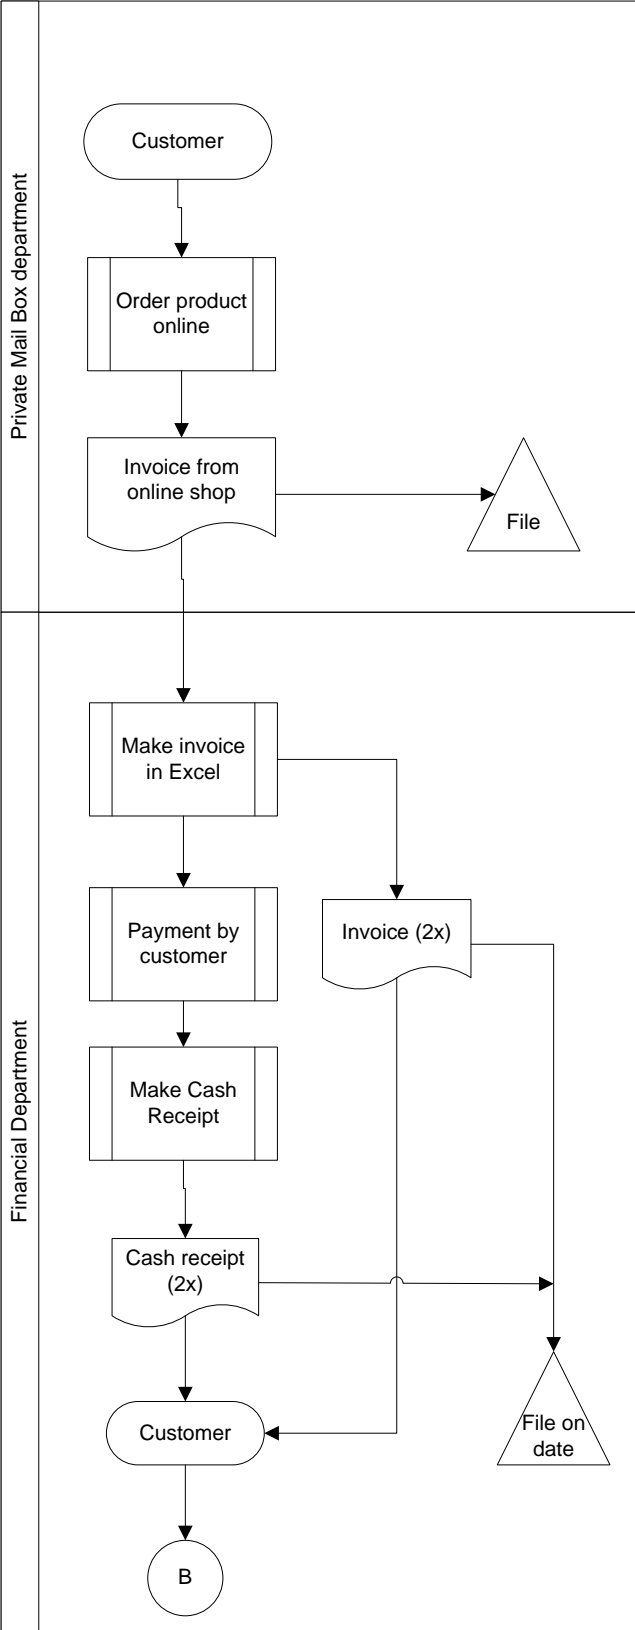 Private Mail Box department
Customer
Order product
online
Invoice from
online shop
File
Financial Department
Make invoice
in Excel
Payment by
customer
Invoice (2x)
Make Cash
Receipt
Cash receipt
(2x)
Customer
File on
date
B